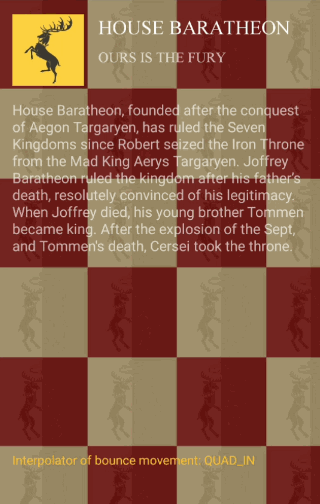 HOUSE BARATHEON
OURS IS THE FURY
House Baratheon, founded after the conquest
of Aegon Targaryen, has ruled the Seven
Kingdoms since Robert seized the Iron Throne
from the Mad King Aerys Targaryen. Joffrey
Baratheon ruled the kingdom after his father's
death, resolutely convinced of his legitimacy.
When Joffrey died, his young brother Tommen
became king. After the explosion of the Sept,
and Tommen's death, Cersei took the throne.
Interpolator of bounce movement: QUAD_IN